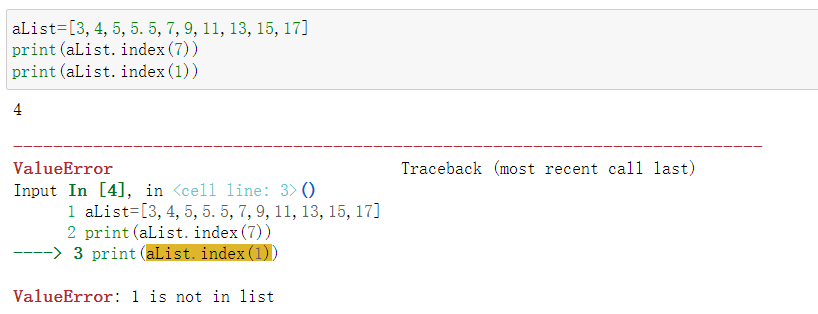 aList=[3,4,5,5.5,7,9,11,13,15,17]
print(aList.index(7))
print(aList.index(1))
4
---------------------------------------------------------------------------
ValueError                                Traceback (most recent call last)
Input In [4], in <cell line: 3>()
      1 aList=[3,4,5,5.5,7,9,11,13,15,17]
      2 print(aList.index(7))
----> 3 print(aList.index(1))
ValueError: 1 is not in list